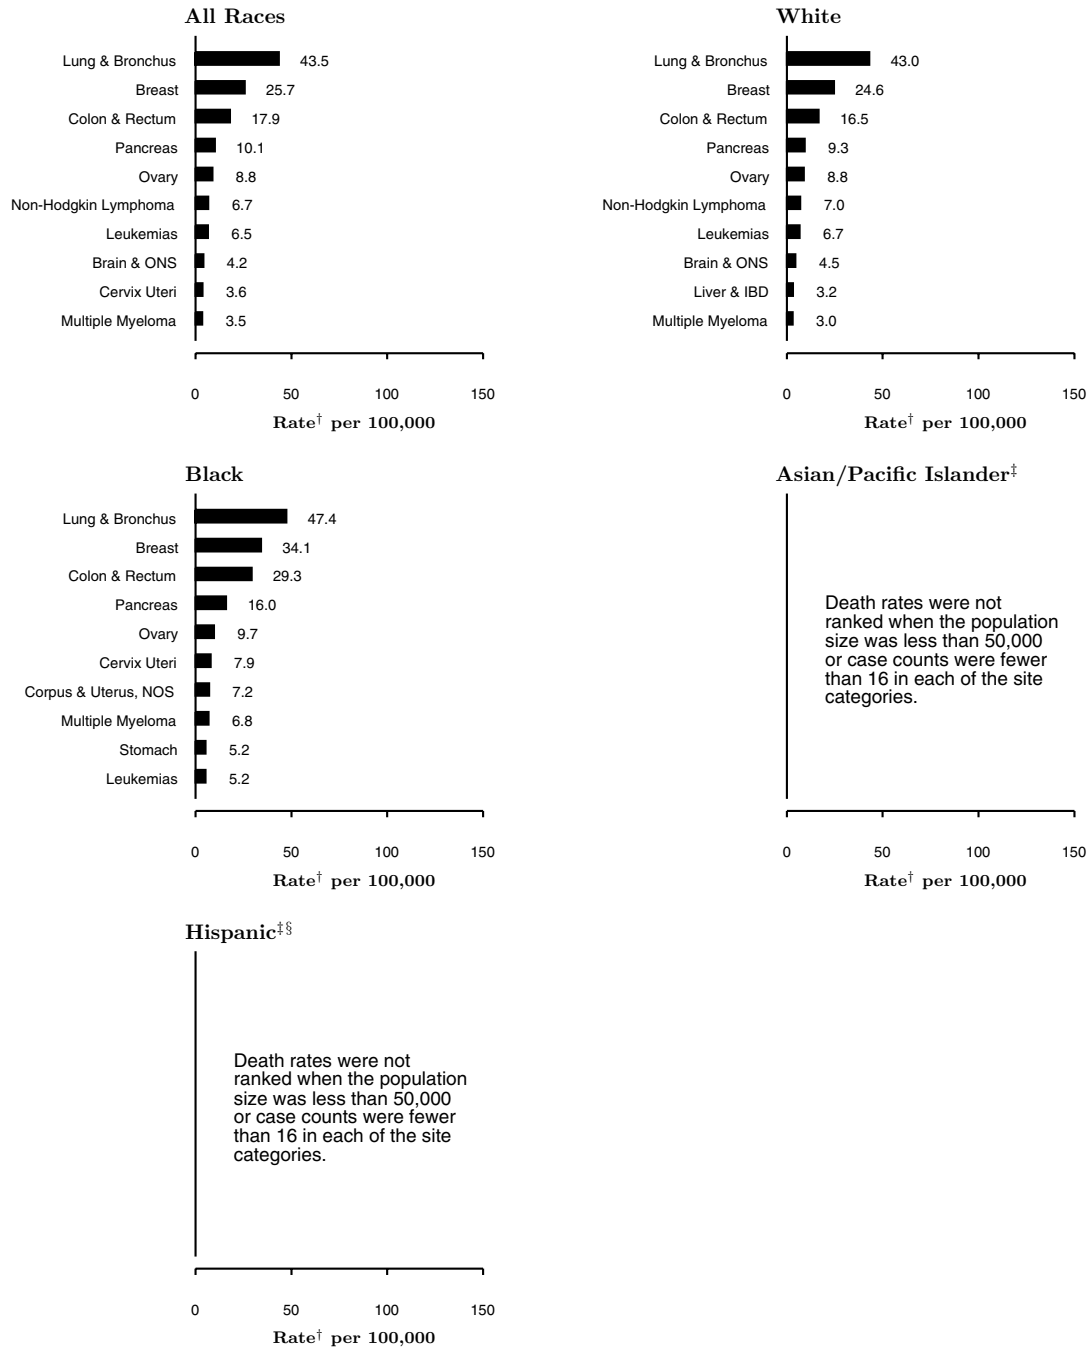 All Races
Lung & Bronchus 43.5
Breast 25.7
Colon & Rectum 17.9
Pancreas 10.1
Ovary 8.8
Non-Hodgkin Lymphoma 6.7
Leukemias 6.5
Brain & ONS 4.2
Cervix Uteri 3.6
Multiple Myeloma 3.5
0 50 100 150
Rate† per 100,000
White
Lung & Bronchus 43.0
Breast 24.6
Colon & Rectum 16.5
Pancreas 9.3
Ovary 8.8
Non-Hodgkin Lymphoma 7.0
Leukemias 6.7
Brain & ONS 4.5
Liver & IBD 3.2
Multiple Myeloma 3.0
0 50 100 150
Rate† per 100,000
Black
Lung & Bronchus 47.4
Breast 34.1
Colon & Rectum 29.3
Pancreas 16.0
Ovary 9.7
Cervix Uteri 7.9
Corpus & Uterus, NOS 7.2
Multiple Myeloma 6.8
Stomach 5.2
Leukemias 5.2
0 50 100 150
Rate† per 100,000
Asian/Pacific Islander‡
Death rates were not
ranked when the population
size was less than 50,000
or case counts were fewer
than 16 in each of the site
categories.
0 50 100 150
Rate† per 100,000
Hispanic‡§
Death rates were not
ranked when the population
size was less than 50,000
or case counts were fewer
than 16 in each of the site
categories.
0 50 100 150
Rate† per 100,000